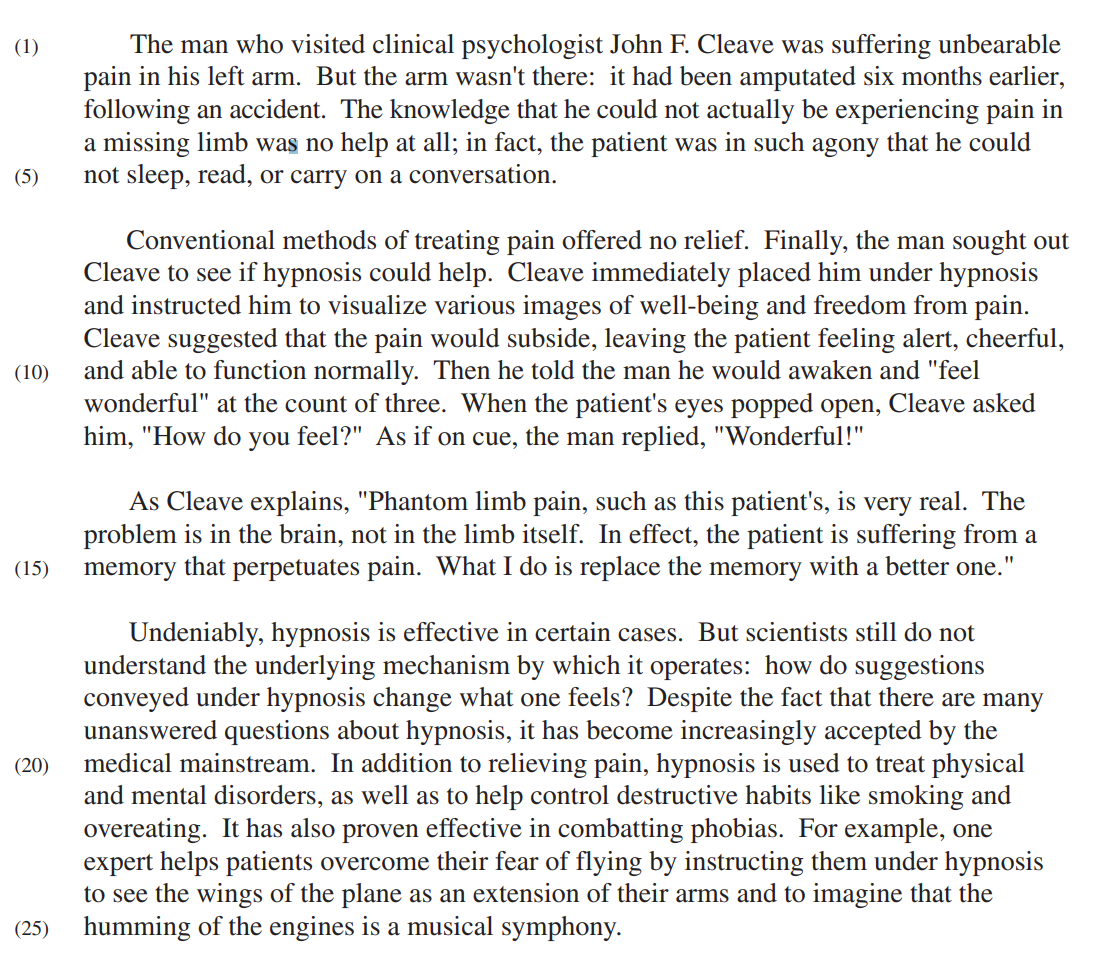 (1) The man who visited clinical psychologist John F. Cleave was suffering unbearable
pain in his left arm. But the arm wasn't there: it had been amputated six months earlier,
following an accident. The knowledge that he could not actually be experiencing pain in
a missing limb was no help at all; in fact, the patient was in such agony that he could
(5) not sleep, read, or carry on a conversation.
Conventional methods of treating pain offered no relief. Finally, the man sought out
Cleave to see if hypnosis could help. Cleave immediately placed him under hypnosis
and instructed him to visualize various images of well-being and freedom from pain.
Cleave suggested that the pain would subside, leaving the patient feeling alert, cheerful,
(10) and able to function normally. Then he told the man he would awaken and "feel
wonderful" at the count of three. When the patient's eyes popped open, Cleave asked
him, "How do you feel?" As if on cue, the man replied, "Wonderful!"
As Cleave explains, "Phantom limb pain, such as this patient's, is very real. The
problem is in the brain, not in the limb itself. In effect, the patient is suffering from a
(15) memory that perpetuates pain. What I do is replace the memory with a better one."
Undeniably, hypnosis is effective in certain cases. But scientists still do not
understand the underlying mechanism by which it operates: how do suggestions
conveyed under hypnosis change what one feels? Despite the fact that there are many
unanswered questions about hypnosis, it has become increasingly accepted by the
(20) medical mainstream. In addition to relieving pain, hypnosis is used to treat physical
and mental disorders, as well as to help control destructive habits like smoking and
overeating. It has also proven effective in combatting phobias. For example, one
expert helps patients overcome their fear of flying by instructing them under hypnosis
to see the wings of the plane as an extension of their arms and to imagine that the
(25) humming of the engines is a musical symphony.